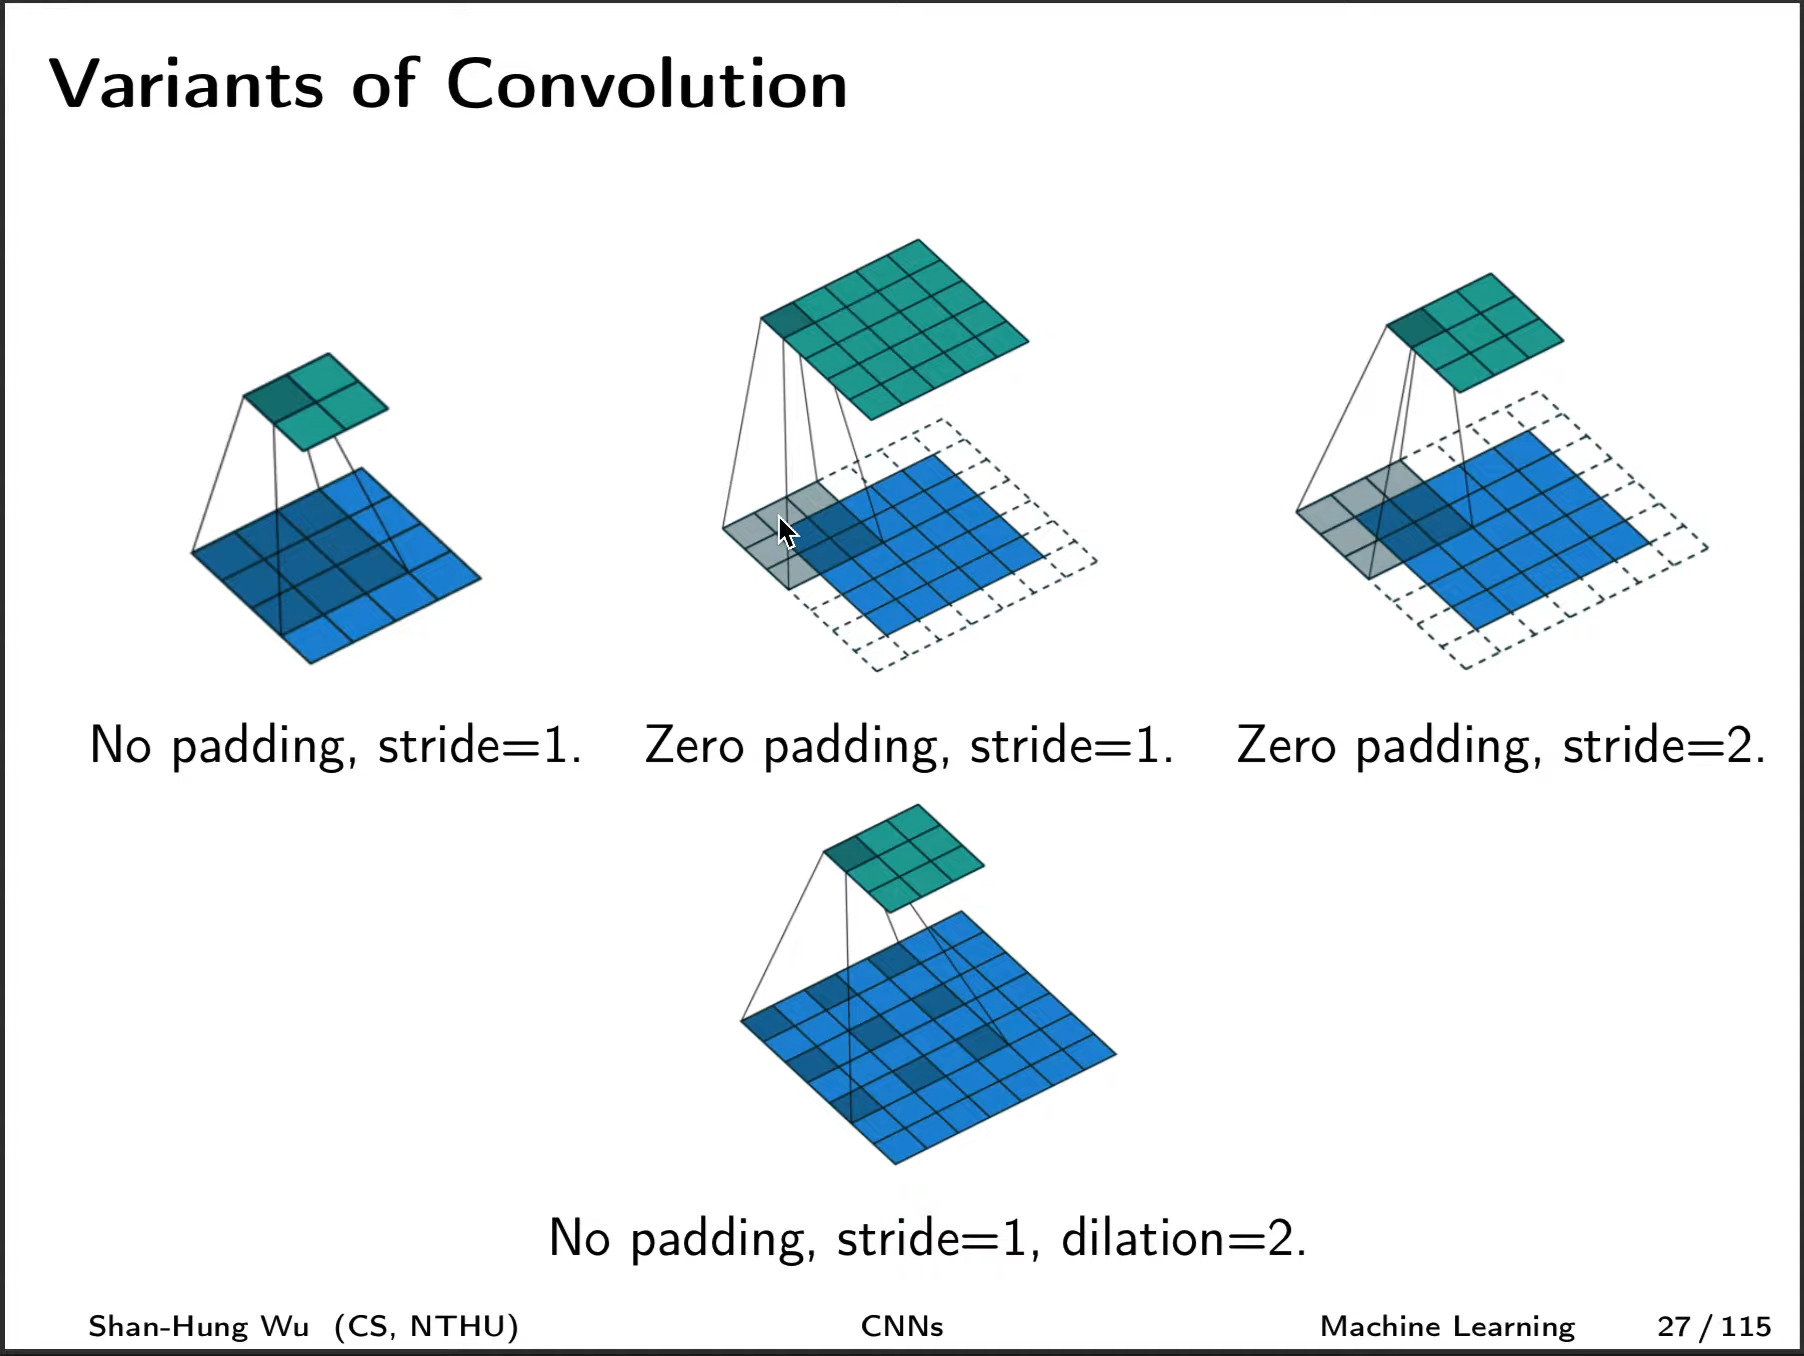 Variants of Convolution
No padding, stride=1.
Zero padding, stride=1.
Zero padding, stride=2.
No padding, stride=1, dilation=2.
Shan-Hung Wu (CS, NTHU)
CNNs
Machine Learning
27 / 115